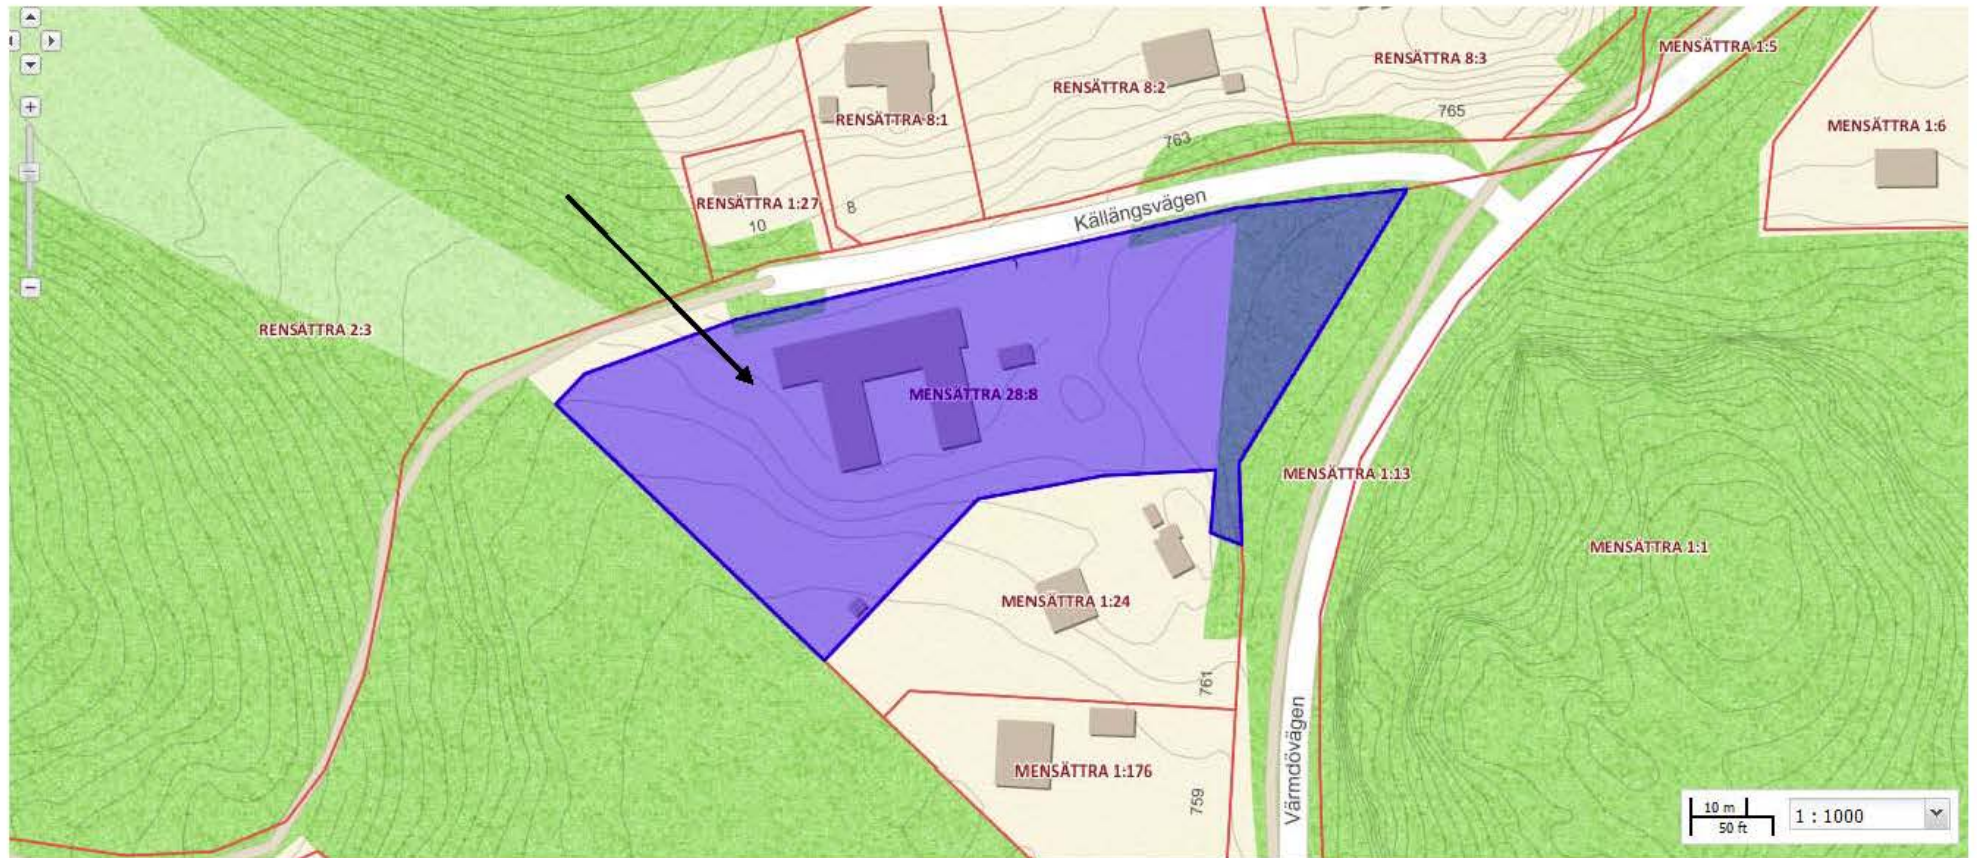 MENSÄTTRA 1:5
RENSÄTTRA 8:3
RENSÄTTRA 8:2
765
RENSÄTTRA 8:1
MENSÄTTRA 1:6
763
RENSÄTTRA 1:27
8
10
Källängsvägen
RENSÄTTRA 2:3
MENSÄTTRA 28:8
MENSÄTTRA 1:13
MENSÄTTRA 1:1
MENSÄTTRA 1:24
761
Värmdövägen
MENSÄTTRA 1:176
759
10 m
50 ft
1 : 1000